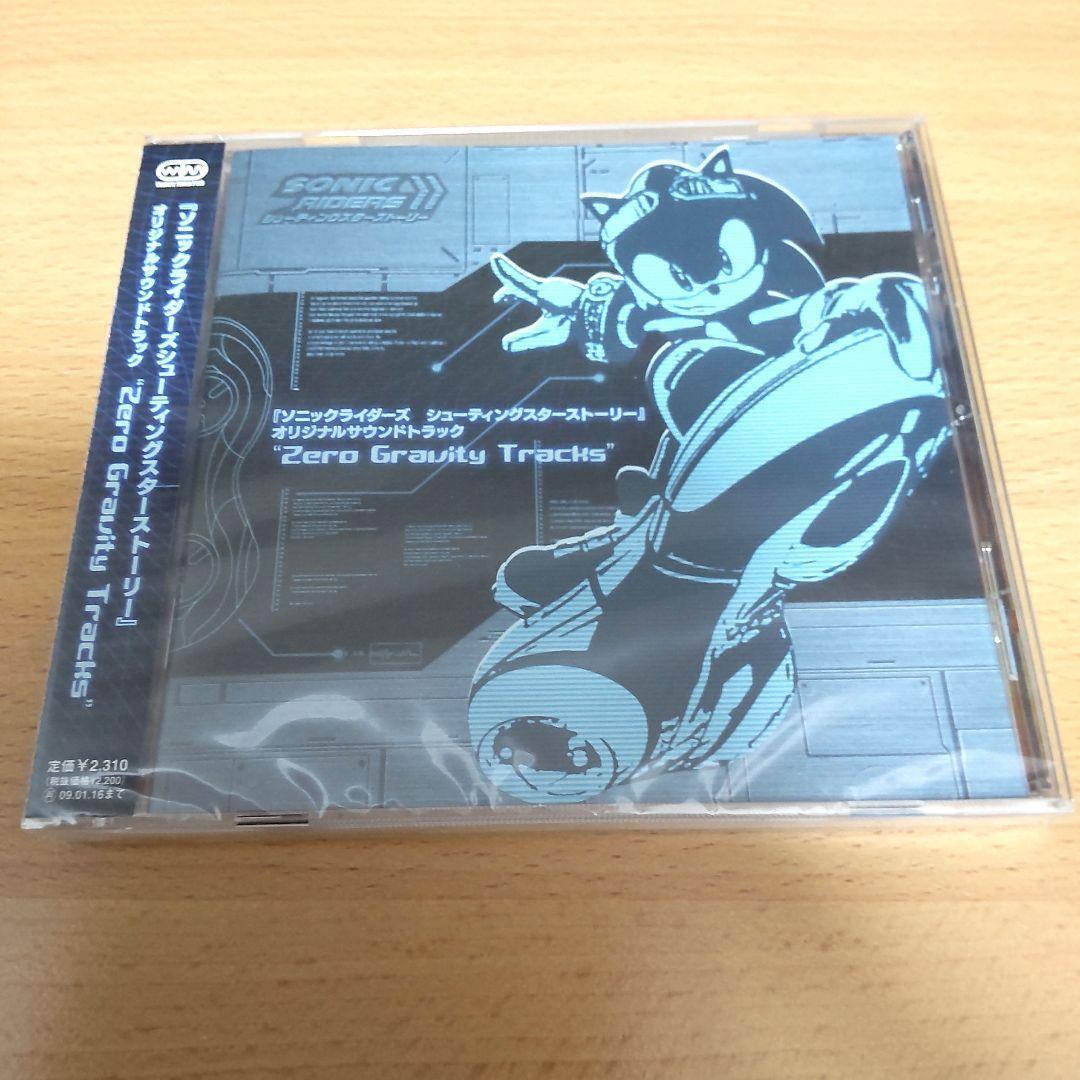 『ソニックライダーズシューティングスターストーリー』
オリジナルサウンドトラック "Zero Gravity Tracks"
定価¥2,310
(税抜価格¥2,200)
09.01.16まで
SONIC
RIDERS
シューティングスターストーリー
『ソニックライダーズ シューティングスターストーリー』
オリジナルサウンドトラック
"Zero Gravity Tracks"